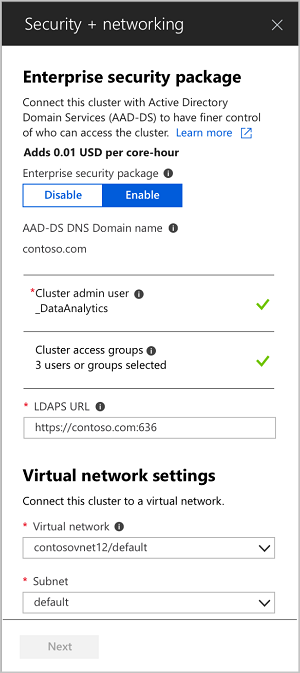 Security + networking
Enterprise security package
Connect this cluster with Active Directory
Domain Services (AAD-DS) to have finer control
of who can access the cluster. Learn more
Adds 0.01 USD per core-hour
Enterprise security package
Disable Enable
AAD-DS DNS Domain name
contoso.com
*Cluster admin user
_DataAnalytics
Cluster access groups
3 users or groups selected
* LDAPS URL
https://contoso.com:636
Virtual network settings
Connect this cluster to a virtual network.
* Virtual network
contosovnet12/default
* Subnet
default
Next